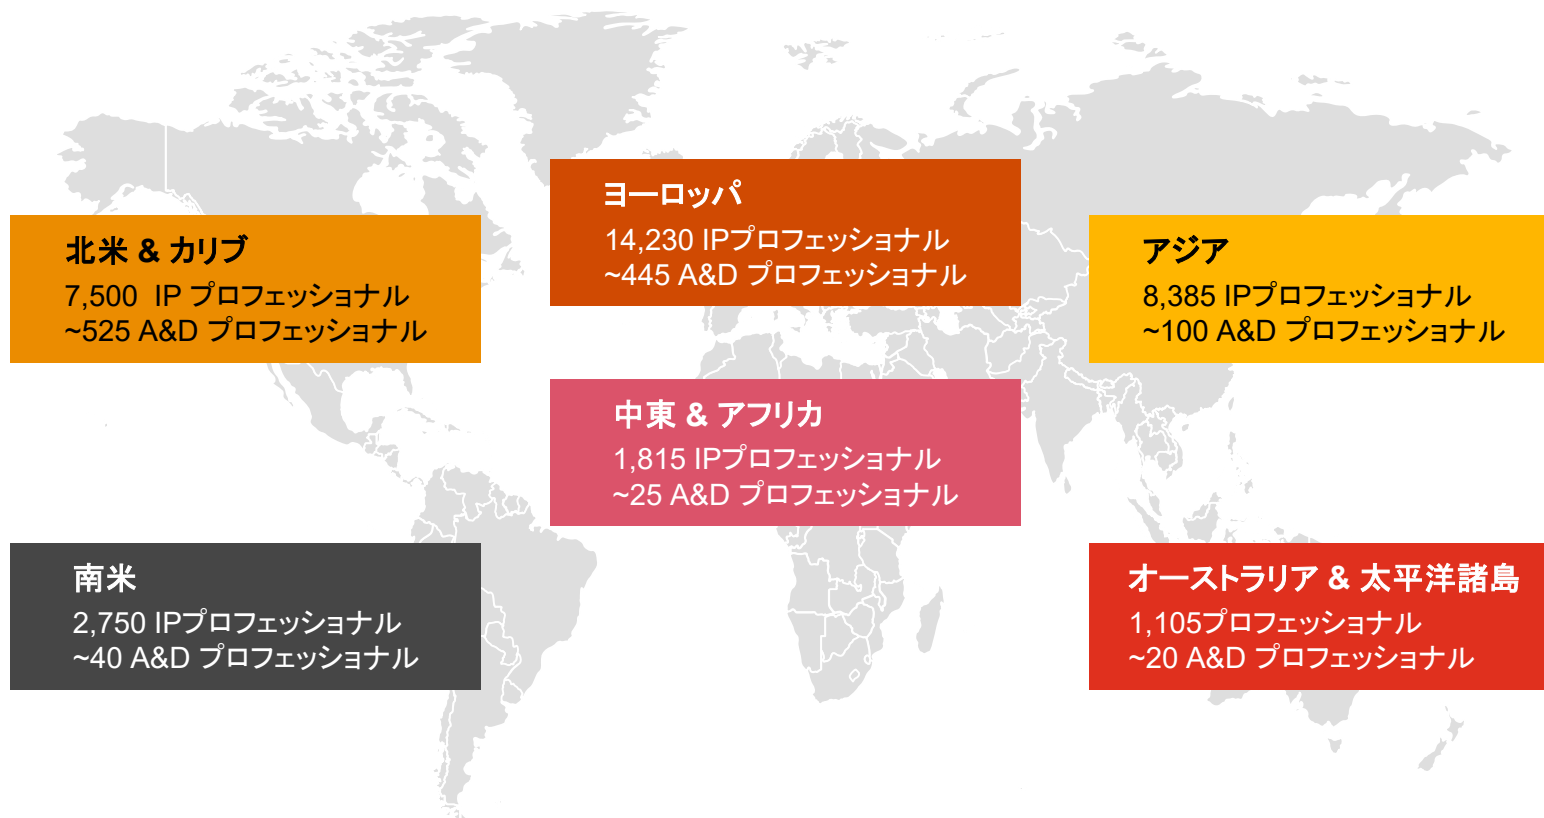 ヨーロッパ
14,230 IPプロフェッショナル
~445 A&D プロフェッショナル
北米 & カリブ
7,500  IP プロフェッショナル
~525 A&D プロフェッショナル
アジア
8,385 IPプロフェッショナル
~100 A&D プロフェッショナル
中東 & アフリカ
1,815 IPプロフェッショナル
~25 A&D プロフェッショナル
南米
2,750 IPプロフェッショナル
~40 A&D プロフェッショナル
オーストラリア & 太平洋諸島
1,105プロフェッショナル
~20 A&D プロフェッショナル